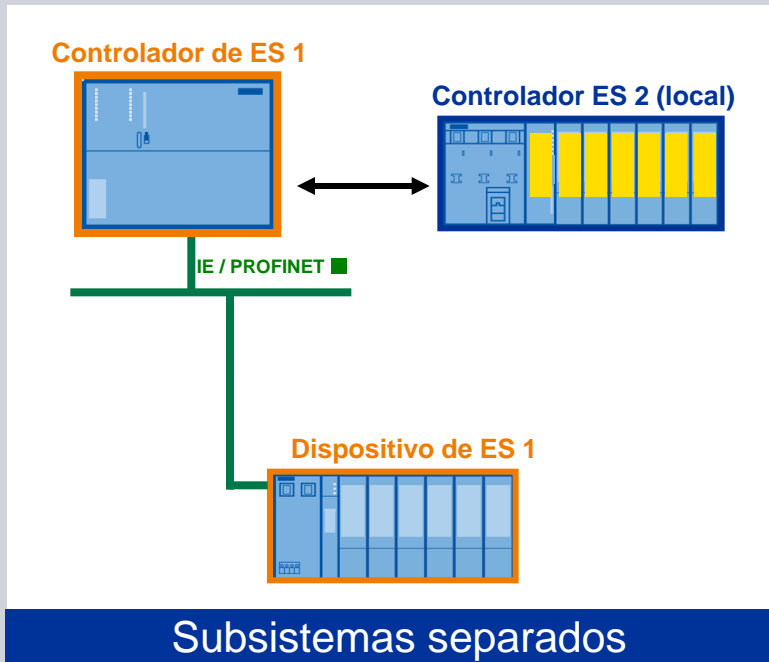 Controlador de ES 1
Controlador ES 2 (local)
IE / PROFINET
Dispositivo de ES 1
Subsistemas separados